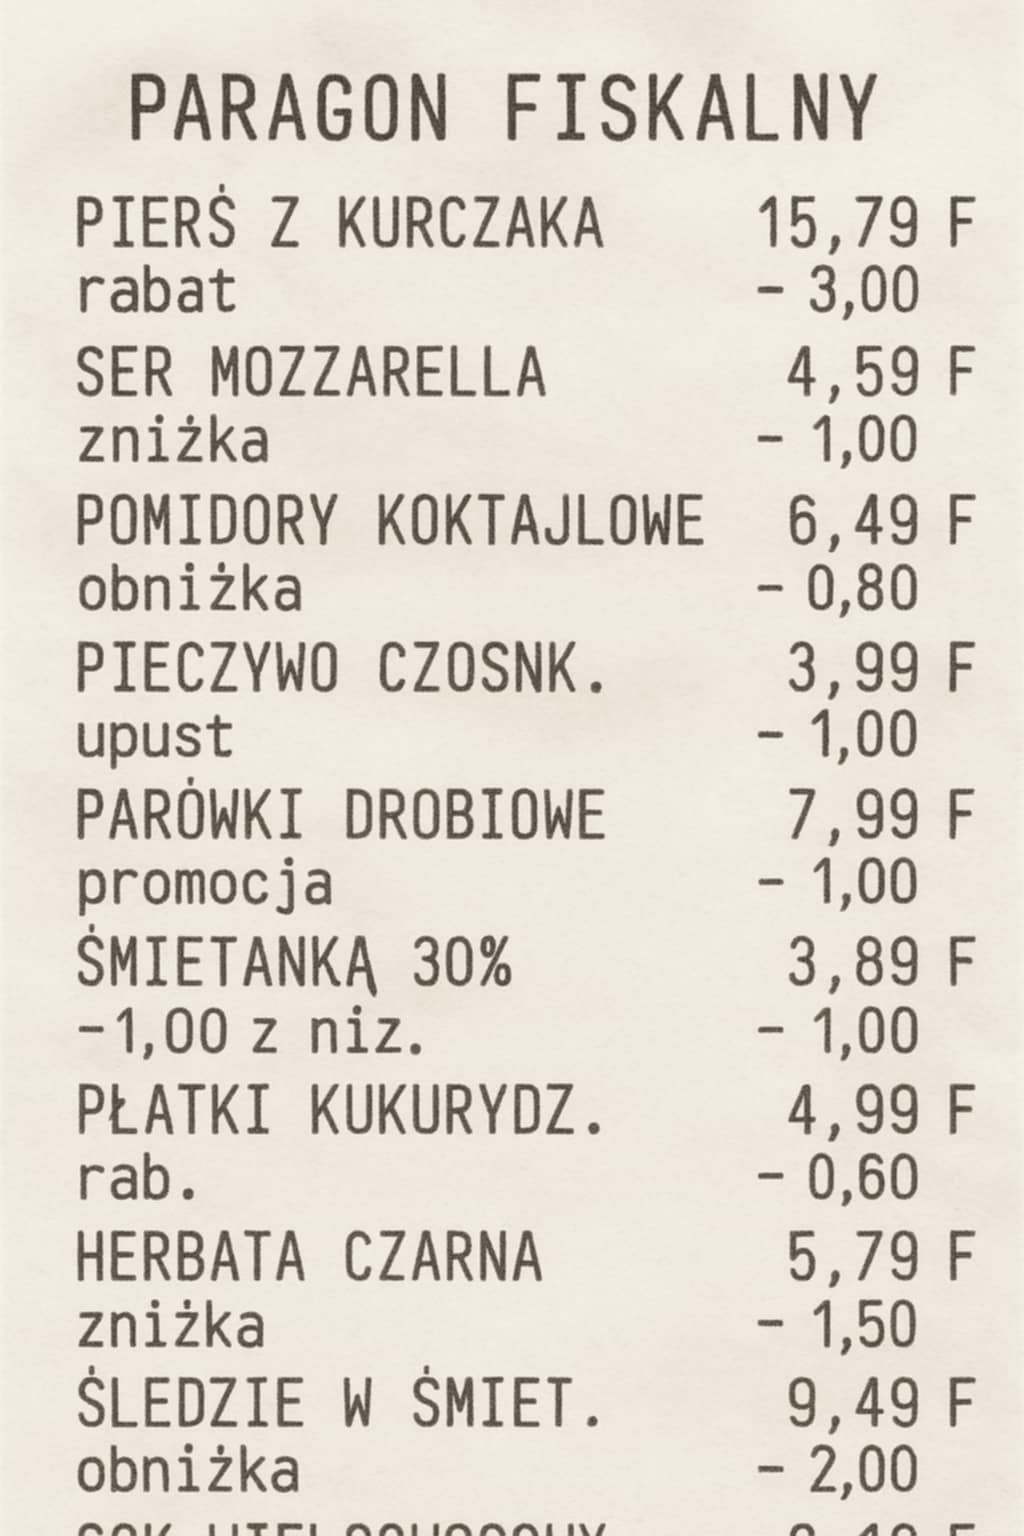 PARAGON FISKALNY
PIERŚ Z KURCZAKA 15,79 F
rabat - 3,00
SER MOZZARELLA 4,59 F
zniżka - 1,00
POMIDORY KOKTAJLOWE 6,49 F
obniżka - 0,80
PIECZYWO CZOSNK. 3,99 F
upust - 1,00
PARÓWKI DROBIOWE 7,99 F
promocja - 1,00
ŚMIETANKĄ 30% 3,89 F
-1,00 z niz. - 1,00
PŁATKI KUKURYDZ. 4,99 F
rab. - 0,60
HERBATA CZARNA 5,79 F
zniżka - 1,50
ŚLEDZIE W ŚMIET. 9,49 F
obniżka - 2,00